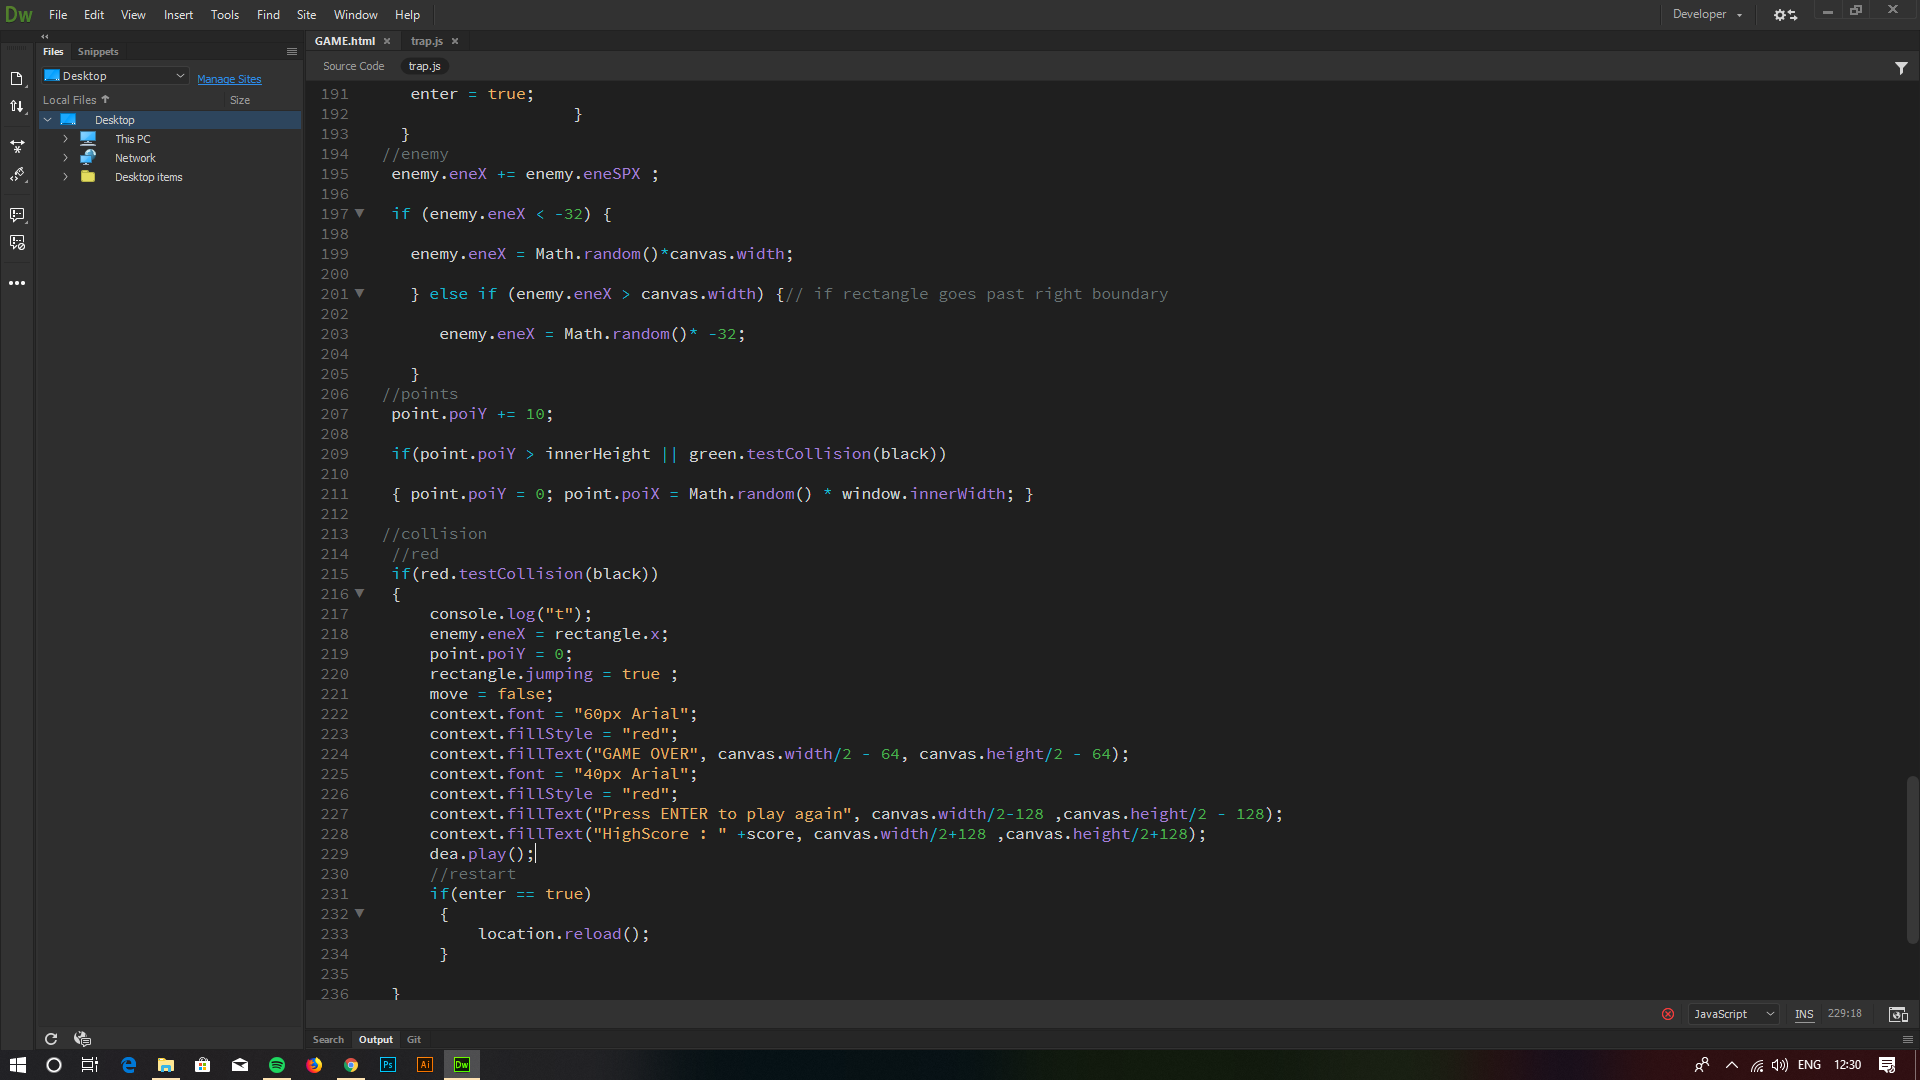 Dw File Edit View Insert Tools Find Site Window Help Developer
Files Snippets
GAME.html trap.js
Source Code trap.js
Desktop Manage Sites
Local Files Size
Desktop
This PC
Network
Desktop items
191 enter = true;
192 }
193 }
194 //enemy
195 enemy.eneX += enemy.eneSPX ;
196
197 if (enemy.eneX < -32) {
198
199 enemy.eneX = Math.random()*canvas.width;
200
201 } else if (enemy.eneX > canvas.width) {// if rectangle goes past right boundary
202
203 enemy.eneX = Math.random()* -32;
204
205 }
206 //points
207 point.poiY += 10;
208
209 if(point.poiY > innerHeight || green.testCollision(black))
210
211 { point.poiY = 0; point.poiX = Math.random() * window.innerWidth; }
212
213 //collision
214 //red
215 if(red.testCollision(black))
216 {
217 console.log("t");
218 enemy.eneX = rectangle.x;
219 point.poiY = 0;
220 rectangle.jumping = true ;
221 move = false;
222 context.font = "60px Arial";
223 context.fillStyle = "red";
224 context.fillText("GAME OVER", canvas.width/2 - 64, canvas.height/2 - 64);
225 context.font = "40px Arial";
226 context.fillStyle = "red";
227 context.fillText("Press ENTER to play again", canvas.width/2-128 ,canvas.height/2 - 128);
228 context.fillText("HighScore : " +score, canvas.width/2+128 ,canvas.height/2+128);
229 dea.play();
230 //restart
231 if(enter == true)
232 {
233 location.reload();
234 }
235
236 }
JavaScript INS 229:18
Search Output Git
Ps Ai Dw ENG 12:30